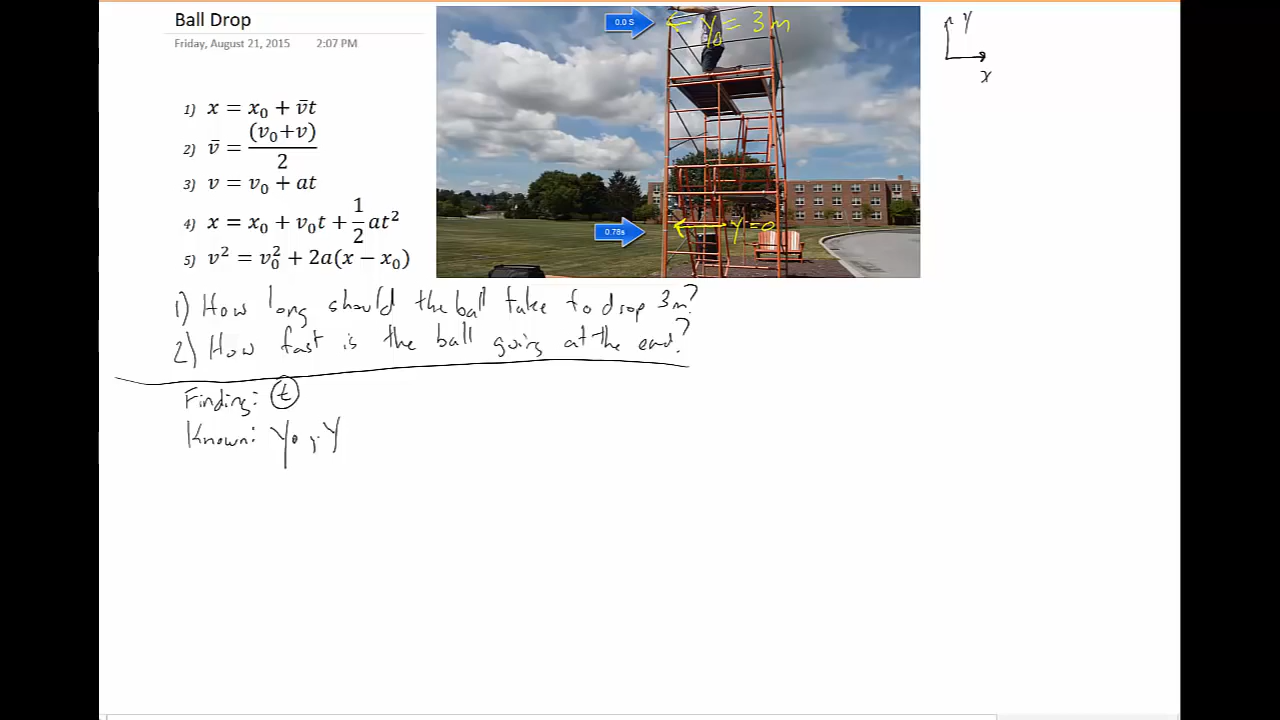 Ball Drop
Friday, August 21, 2015 2:07 PM
0.0 S
y₀ = 3m
y
x
1) x = x₀ + v̄t
2) v̄ = (v₀+v)/2
3) v = v₀ + at
4) x = x₀ + v₀t + 1/2 at²
5) v² = v₀² + 2a(x − x₀)
0.78s
y=0
1) How long should the ball take to drop 3m?
2) How fast is the ball going at the end?
Finding: t
Known: y₀, y